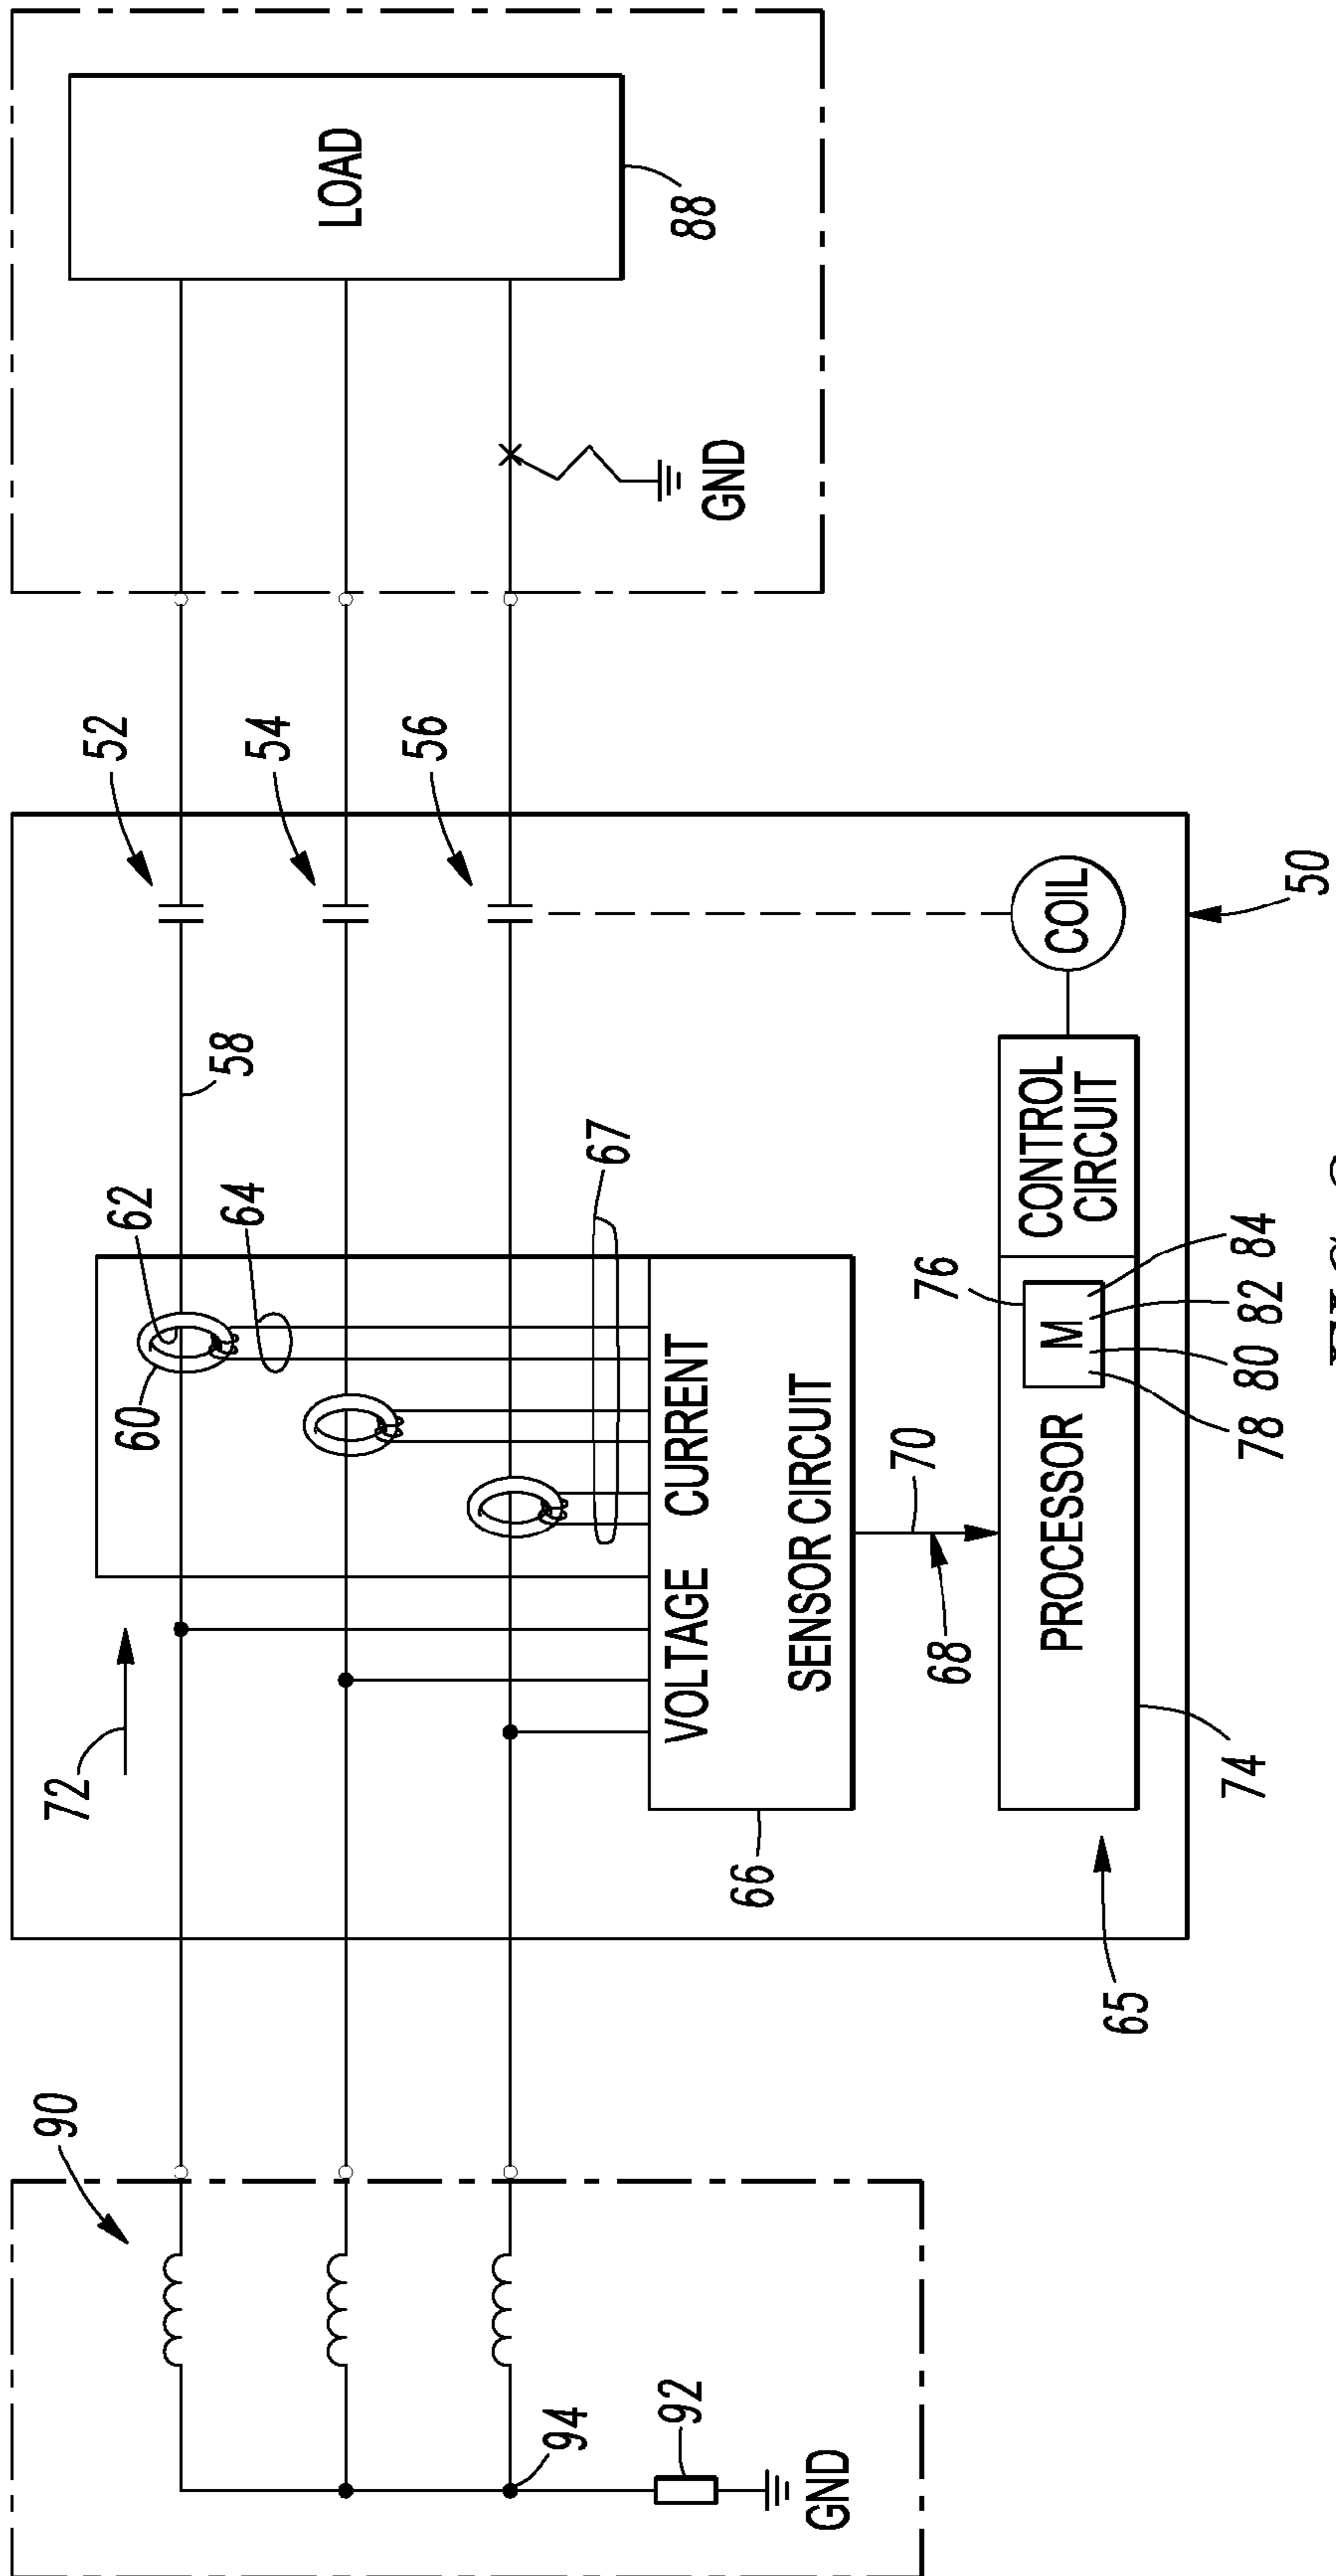 90
94
92
GND
72
60
62
64
58
67
52
54
56
VOLTAGE CURRENT
SENSOR CIRCUIT
66
70
68
65
PROCESSOR
M
76
78
80
82
84
74
CONTROL
CIRCUIT
COIL
50
LOAD
88
GND